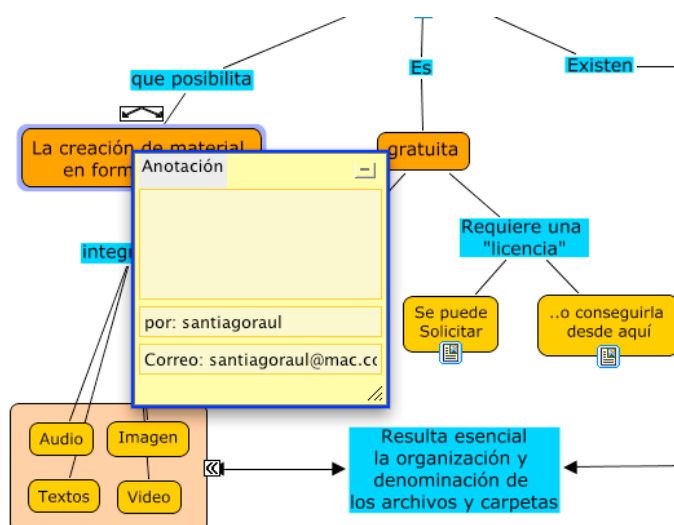 que posibilita
Es
Existen
La creación de material
en form
gratuita
Anotación
integ
Requiere una
"licencia"
por: santiagoraul
Correo: santiagoraul@mac.cc
Se puede
Solicitar
..o conseguirla
desde aquí
Audio
Imagen
Textos
Video
Resulta esencial
la organización y
denominación de
los archivos y carpetas